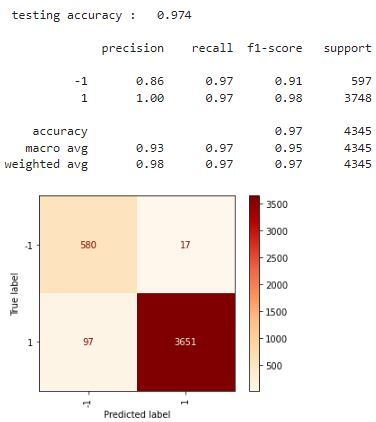 testing accuracy :   0.974
precision recall f1-score support
-1 0.86 0.97 0.91 597
1 1.00 0.97 0.98 3748
accuracy 0.97 4345
macro avg 0.93 0.97 0.95 4345
weighted avg 0.98 0.97 0.97 4345
3500
3000
2500
2000
1500
1000
500
True label
-1
580 17
1
97 3651
-1 1
Predicted label